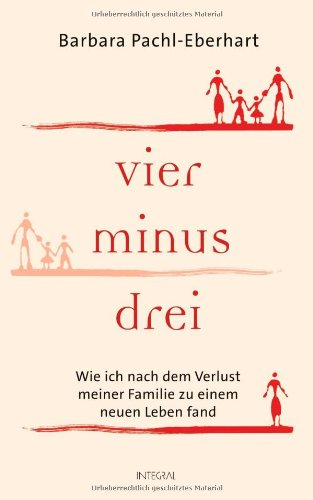 Urheberrechtlich geschütztes Material
Barbara Pachl-Eberhart
vier
minus
drei
Wie ich nach dem Verlust
meiner Familie zu einem
neuen Leben fand
INTEGRAL
Urheberrechtlich geschütztes Material